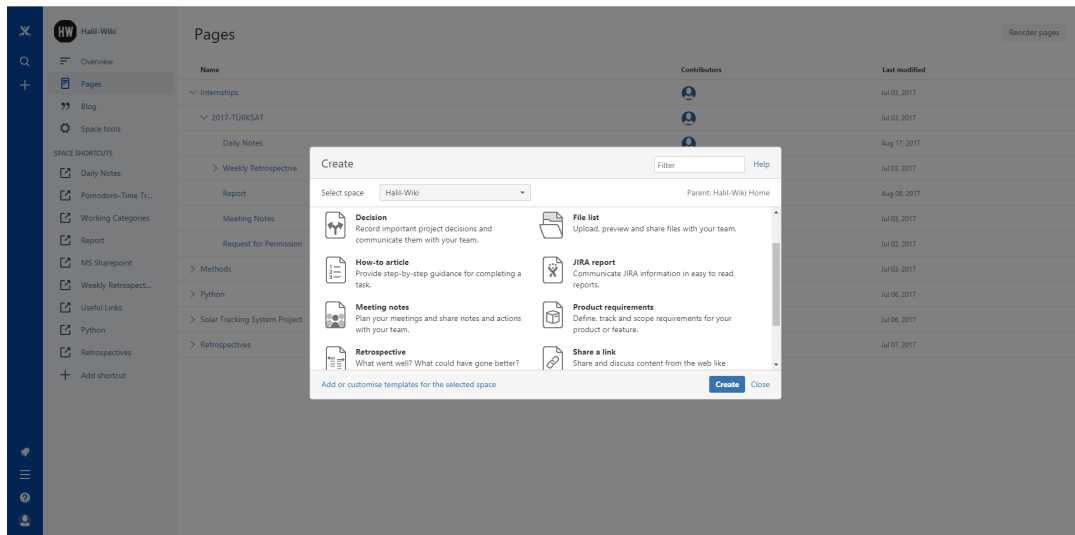 HW
Halil-Wiki
Overview
Pages
Blog
Space tools
SPACE SHORTCUTS
Daily Notes
Pomodoro-Time Tr...
Working Categories
Report
MS Sharepoint
Weekly Retrospect...
Useful Links
Python
Retrospectives
Add shortcut
Pages
Reorder pages
Name Contributors Last modified
Internships Jul 03, 2017
2017-TÜRKSAT Jul 03, 2017
Daily Notes Aug 17, 2017
Weekly Retrospective Jul 03, 2017
Report Aug 08, 2017
Meeting Notes Jul 03, 2017
Request for Permission Jul 03, 2017
Methods Jul 03, 2017
Python Jul 06, 2017
Solar Tracking System Project Jul 06, 2017
Retrospectives Jul 07, 2017
Create
Filter
Help
Select space
Halil-Wiki
Parent: Halil-Wiki Home
Decision
Record important project decisions and
communicate them with your team.
File list
Upload, preview and share files with your team.
How-to article
Provide step-by-step guidance for completing a
task.
JIRA report
Communicate JIRA information in easy to read
reports.
Meeting notes
Plan your meetings and share notes and actions
with your team.
Product requirements
Define, track and scope requirements for your
product or feature.
Retrospective
What went well? What could have gone better?
Share a link
Share and discuss content from the web like
Add or customise templates for the selected space
Create
Close